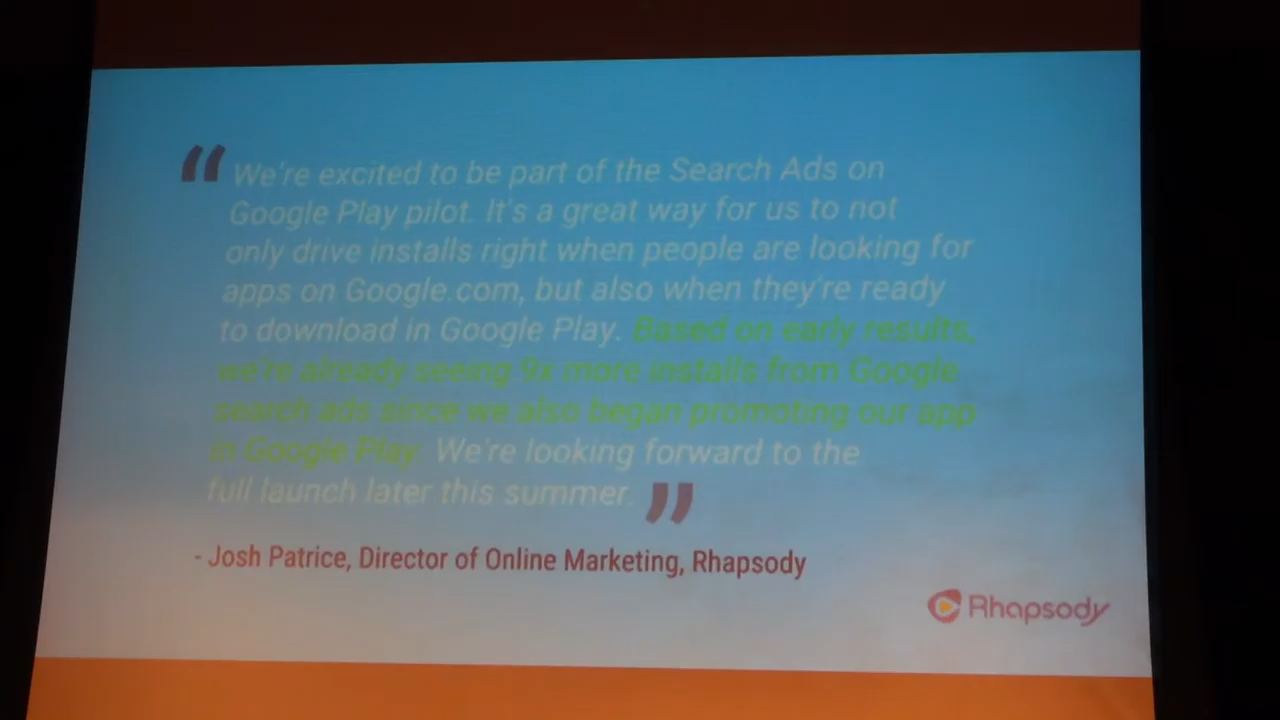 “ We're excited to be part of the Search Ads on
Google Play pilot. It's a great way for us to not
only drive installs right when people are looking for
apps on Google.com, but also when they're ready
to download in Google Play. Based on early results,
we're already seeing 9x more installs from Google
search ads since we also began promoting our app
in Google Play. We're looking forward to the
full launch later this summer. ”
- Josh Patrice, Director of Online Marketing, Rhapsody
Rhapsody